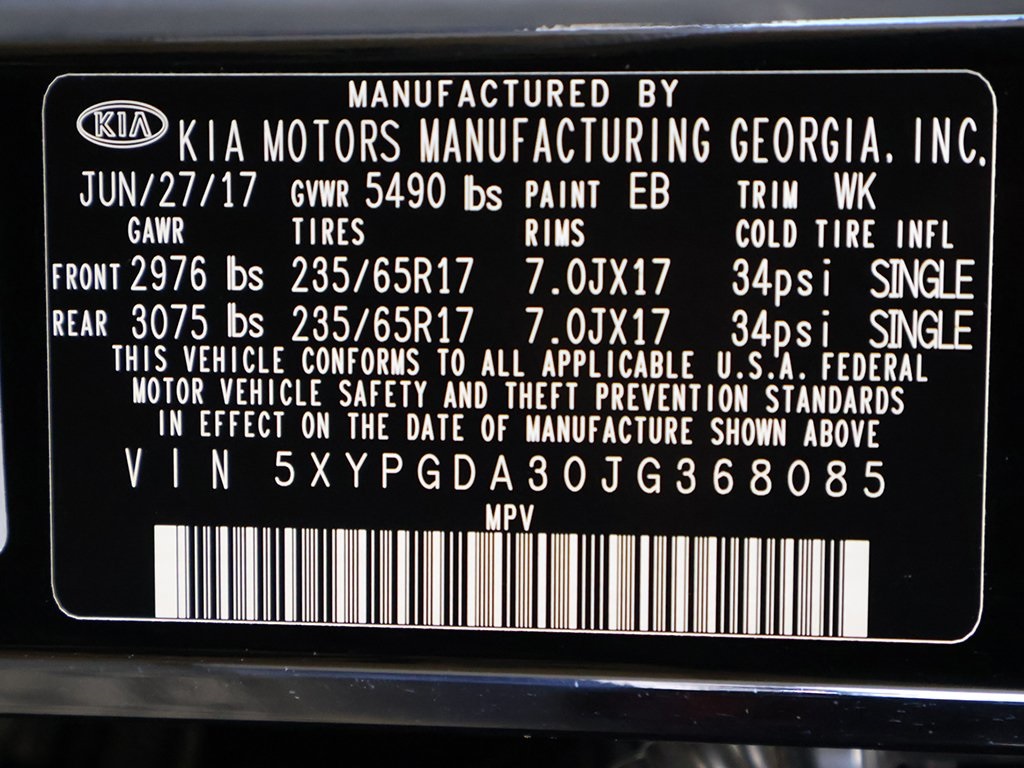 MANUFACTURED BY
KIA KIA MOTORS MANUFACTURING GEORGIA, INC.
JUN/27/17 GVWR 5490 lbs PAINT EB TRIM WK
GAWR TIRES RIMS COLD TIRE INFL
FRONT 2976 lbs 235/65R17 7.0JX17 34psi SINGLE
REAR 3075 lbs 235/65R17 7.0JX17 34psi SINGLE
THIS VEHICLE CONFORMS TO ALL APPLICABLE U.S.A. FEDERAL
MOTOR VEHICLE SAFETY AND THEFT PREVENTION STANDARDS
IN EFFECT ON THE DATE OF MANUFACTURE SHOWN ABOVE
VIN 5XYPGDA30JG368085
MPV